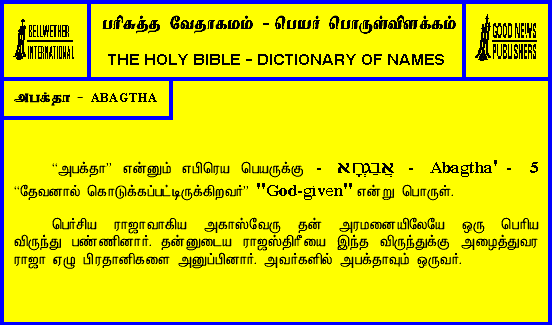 BELLWETHER
INTERNATIONAL
பரிசுத்த வேதாகமம் - பெயர் பொருள்விளக்கம்
THE HOLY BIBLE - DICTIONARY OF NAMES
GOOD NEWS
PUBLISHERS
அபக்தா - ABAGTHA
“அபக்தா” என்னும் எபிரெய பெயருக்கு - אֲבַגְתָא - Abagtha' - 5
“தேவனால் கொடுக்கப்பட்டிருக்கிறவர்” "God-given" என்று பொருள்.
பெர்சிய ராஜாவாகிய அகாஸ்வேரு தன் அரமனையிலேயே ஒரு பெரிய
விருந்து பண்ணினார். தன்னுடைய ராஜஸ்திரீயை இந்த விருந்துக்கு அழைத்துவர
ராஜா ஏழு பிரதானிகளை அனுப்பினார். அவர்களில் அபக்தாவும் ஒருவர்.